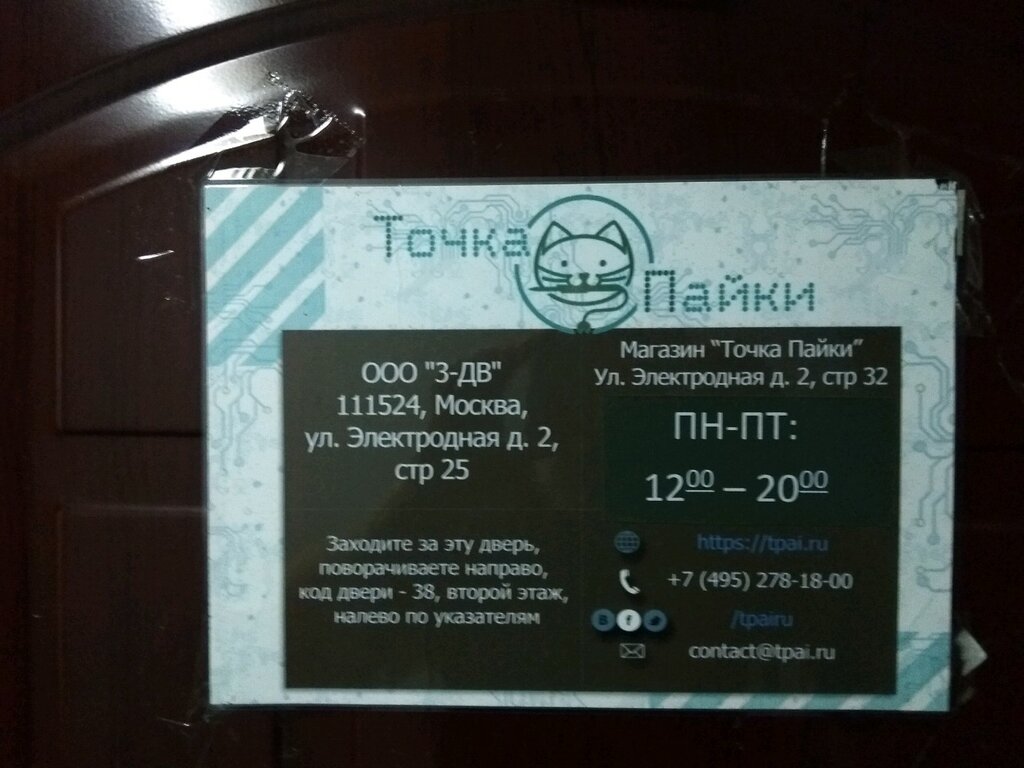 Точка
Пайки
ООО "3-ДВ"
111524, Москва,
ул. Электродная д. 2,
стр 25
Заходите за эту дверь,
поворачиваете направо,
код двери - 38, второй этаж,
налево по указателям
Магазин "Точка Пайки"
Ул. Электродная д. 2, стр 32
ПН-ПТ:
12⁰⁰ – 20⁰⁰
https://tpai.ru
+7 (495) 278-18-00
/tpairu
contact@tpai.ru